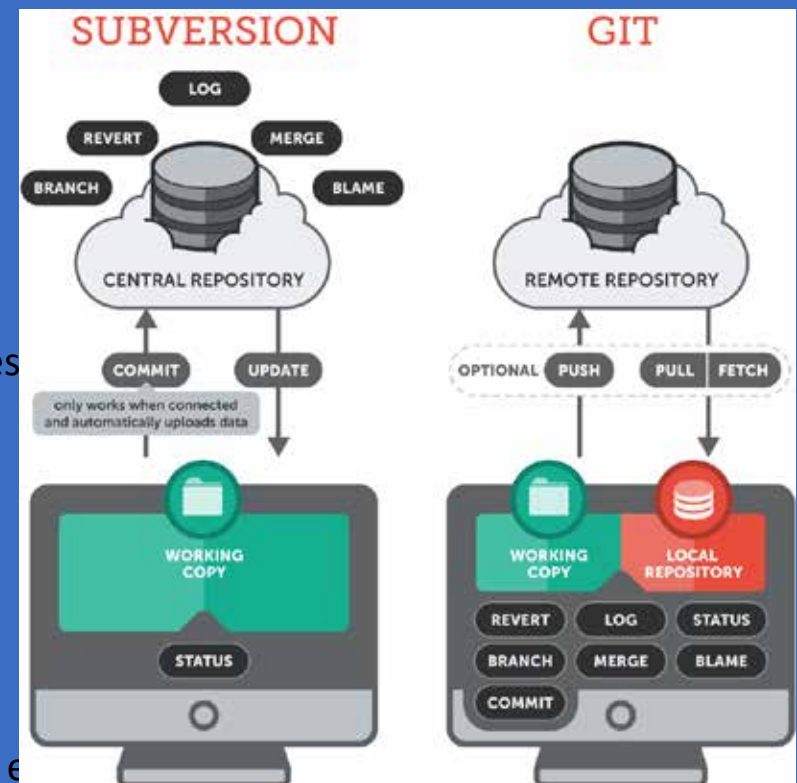 SUBVERSION
LOG
REVERT
MERGE
BRANCH
BLAME
CENTRAL REPOSITORY
COMMIT
UPDATE
only works when connected
and automatically uploads data
WORKING
COPY
STATUS
GIT
REMOTE REPOSITORY
OPTIONAL PUSH
PULL FETCH
WORKING
COPY
LOCAL
REPOSITORY
REVERT LOG STATUS
BRANCH MERGE BLAME
COMMIT
es
e